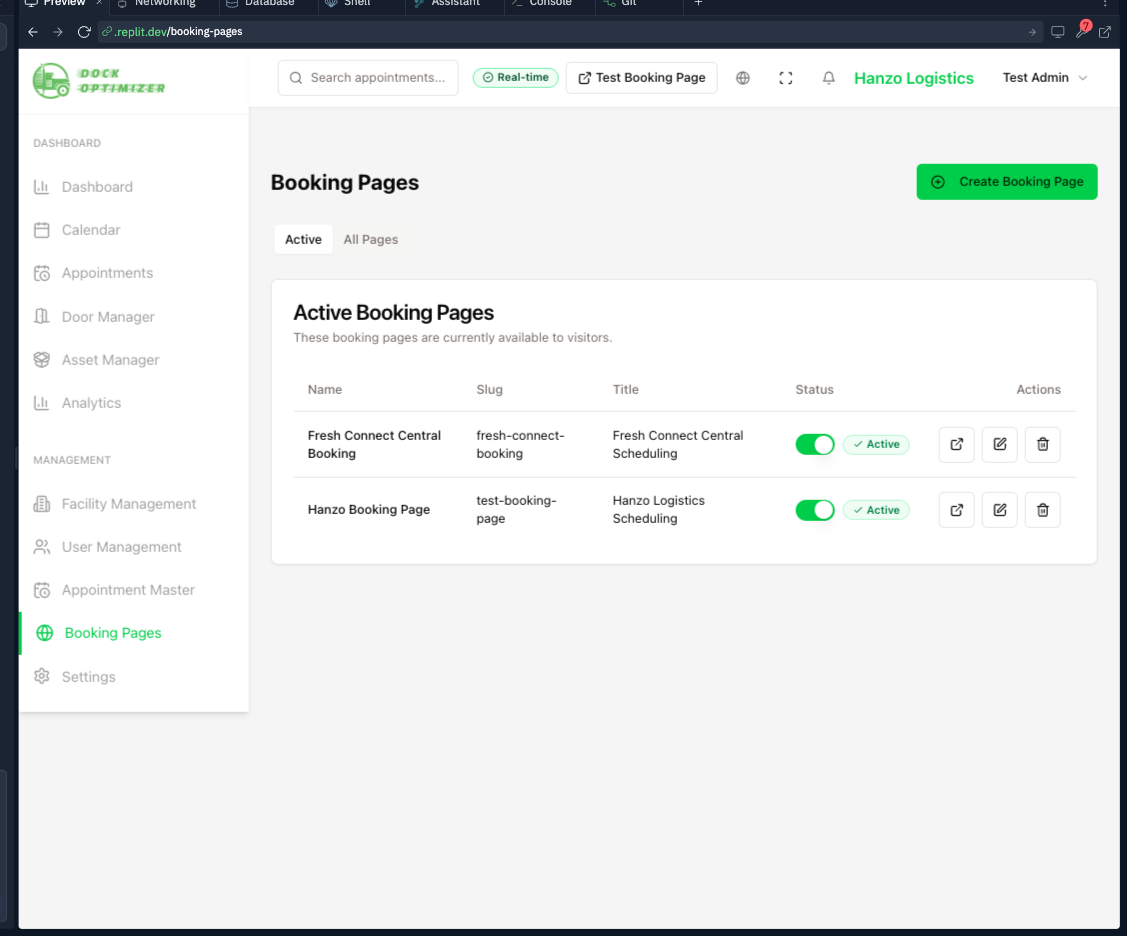 Preview
Networking
Database
Shell
Assistant
Console
Git
.replit.dev/booking-pages
7
DOCK
OPTIMIZER
Search appointments...
Real-time
Test Booking Page
Hanzo Logistics
Test Admin
DASHBOARD
Dashboard
Calendar
Appointments
Door Manager
Asset Manager
Analytics
MANAGEMENT
Facility Management
User Management
Appointment Master
Booking Pages
Settings
Booking Pages
Create Booking Page
Active
All Pages
Active Booking Pages
These booking pages are currently available to visitors.
Name
Slug
Title
Status
Actions
Fresh Connect Central
Booking
fresh-connect-
booking
Fresh Connect Central
Scheduling
Active
Hanzo Booking Page
test-booking-
page
Hanzo Logistics
Scheduling
Active